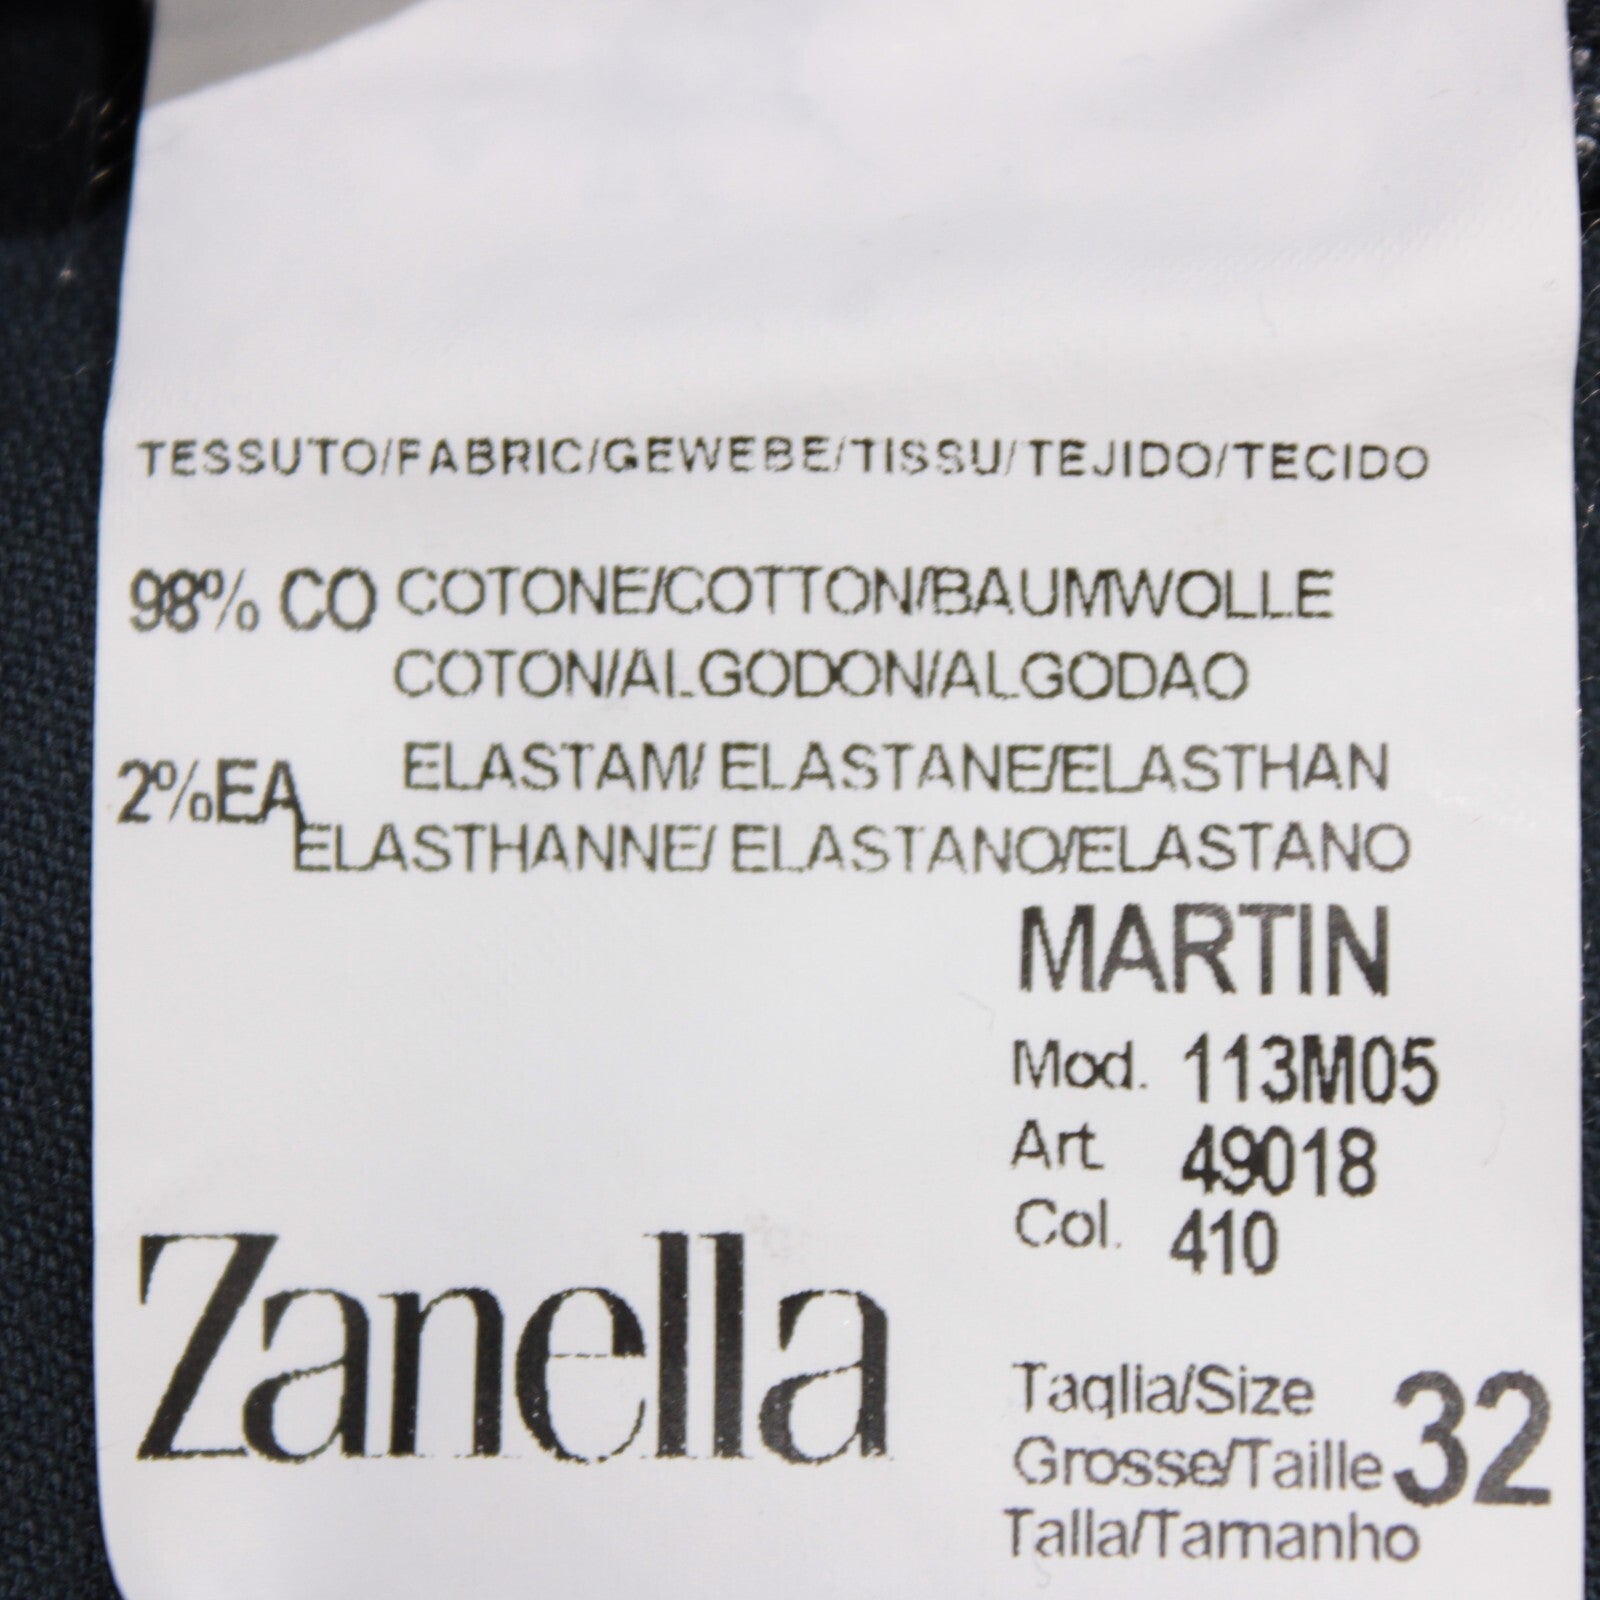 TESSUTO/FABRIC/GEWEBE/TISSU/TEJIDO/TECIDO
98% CO COTONE/COTTON/BAUMWOLLE
COTON/ALGODON/ALGODAO
2%EA ELASTAM/ ELASTANE/ELASTHAN
ELASTHANNE/ ELASTANO/ELASTANO
MARTIN
Mod. 113M05
Art. 49018
Col. 410
Zanella
Taglia/Size
Grosse/Taille 32
Talla/Tamanho